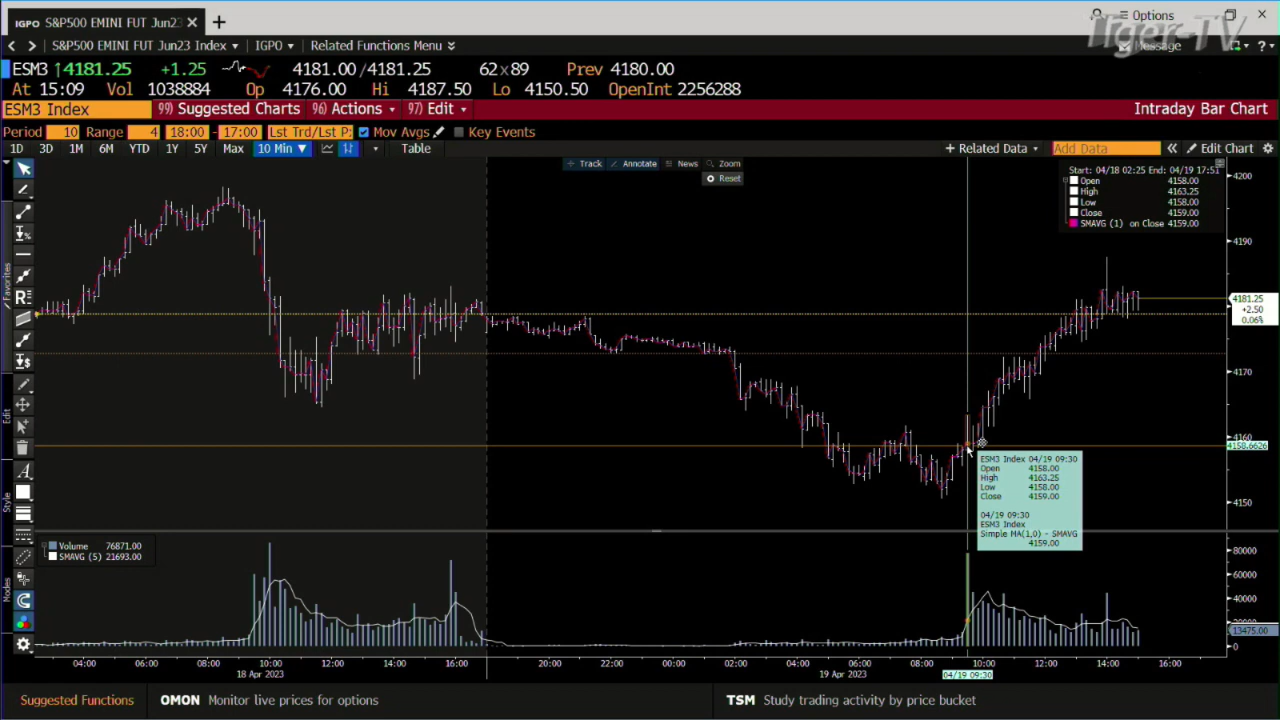 IGPO S&P500 EMINI FUT Jun23 × +
Options
Tiger-TV
< > S&P500 EMINI FUT Jun23 Index IGPO Related Functions Menu
Message
ESM3 ↑4181.25 +1.25 4181.00/4181.25 62×89 Prev 4180.00
At 15:09 Vol 1038884 Op 4176.00 Hi 4187.50 Lo 4150.50 OpenInt 2256288
ESM3 Index 99) Suggested Charts 96) Actions 97) Edit Intraday Bar Chart
Period 10 Range 4 18:00 - 17:00 Lst Trd/Lst P: Mov Avgs Key Events
1D 3D 1M 6M YTD 1Y 5Y Max 10 Min ▼ Table + Related Data Add Data « Edit Chart
Track Annotate News Zoom
Reset
Start: 04/18 02:25 End: 04/19 17:51
Open 4158.00
High 4163.25
Low 4158.00
Close 4159.00
SMAVG (1) on Close 4159.00
4200
4190
4181.25
+2.50
0.06%
4170
4160
4158.6626
4150
ESM3 Index 04/19 09:30
Open 4158.00
High 4163.25
Low 4158.00
Close 4159.00
04/19 09:30
ESM3 Index
Simple MA(1,0) - SMAVG
4159.00
Favorites
Edit
Style
Modes
Volume 76871.00
SMAVG (5) 21693.00
80000
60000
40000
13475.00
0
04:00 06:00 08:00 10:00 12:00 14:00 16:00 20:00 22:00 00:00 02:00 04:00 06:00 08:00 10:00 12:00 14:00 16:00
18 Apr 2023 19 Apr 2023 04/19 09:30
Suggested Functions OMON Monitor live prices for options TSM Study trading activity by price bucket